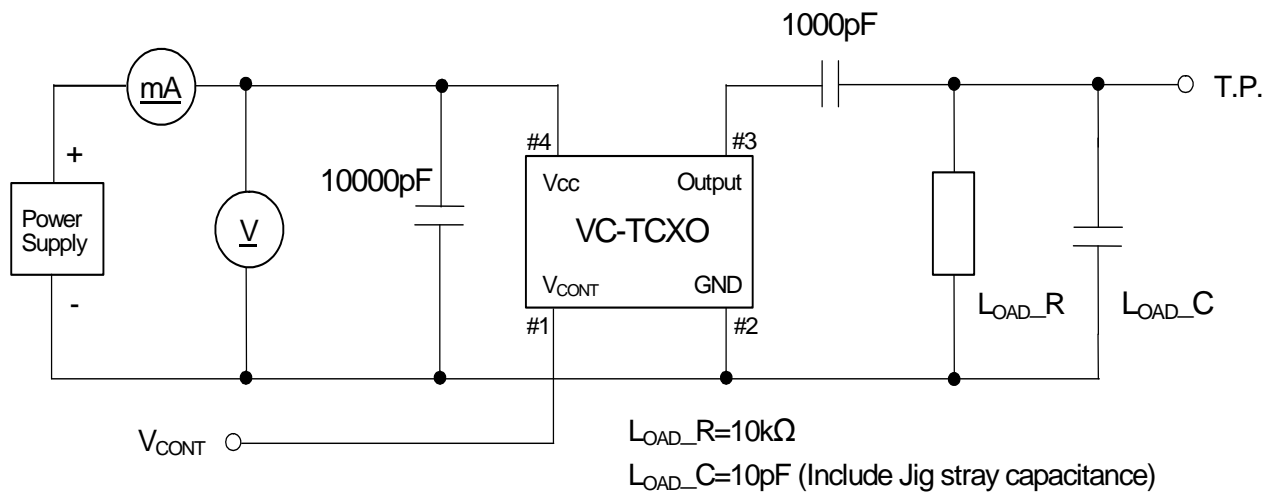 1000pF
mA
T.P.
#4
#3
+
10000pF
Vcc
Output
Power
Supply
V
VC-TCXO
-
VCONT
GND
#1
#2
LOAD_R
LOAD_C
VCONT
LOAD_R=10kΩ
LOAD_C=10pF (Include Jig stray capacitance)